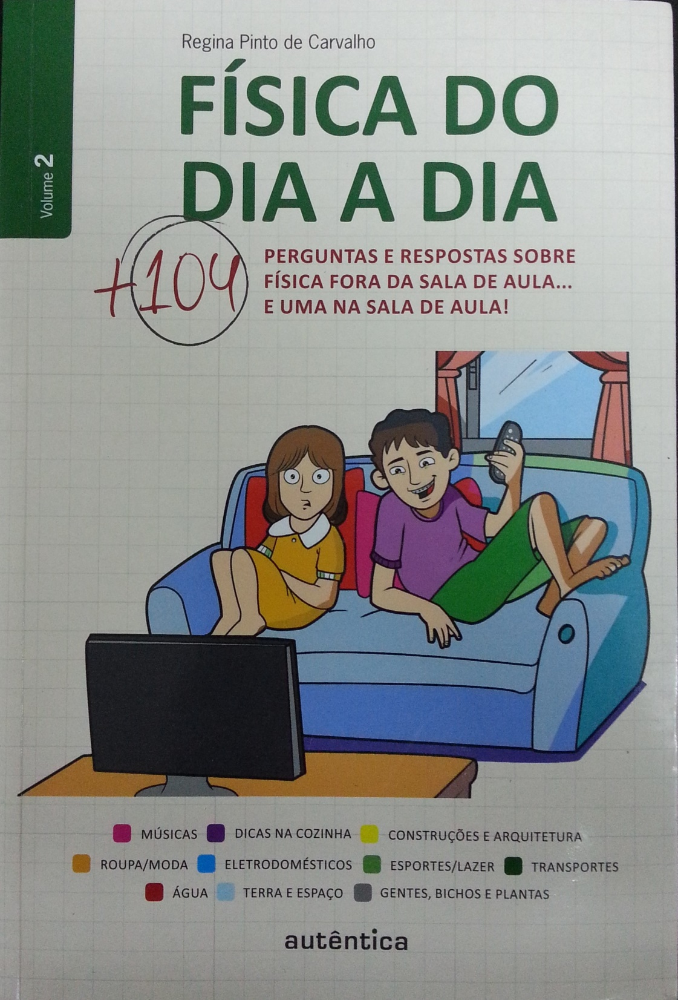 Regina Pinto de Carvalho
FÍSICA DO
DIA A DIA
Volume 2
+104
PERGUNTAS E RESPOSTAS SOBRE
FÍSICA FORA DA SALA DE AULA...
E UMA NA SALA DE AULA!
MÚSICAS DICAS NA COZINHA CONSTRUÇÕES E ARQUITETURA
ROUPA/MODA ELETRODOMÉSTICOS ESPORTES/LAZER TRANSPORTES
ÁGUA TERRA E ESPAÇO GENTES, BICHOS E PLANTAS
autêntica